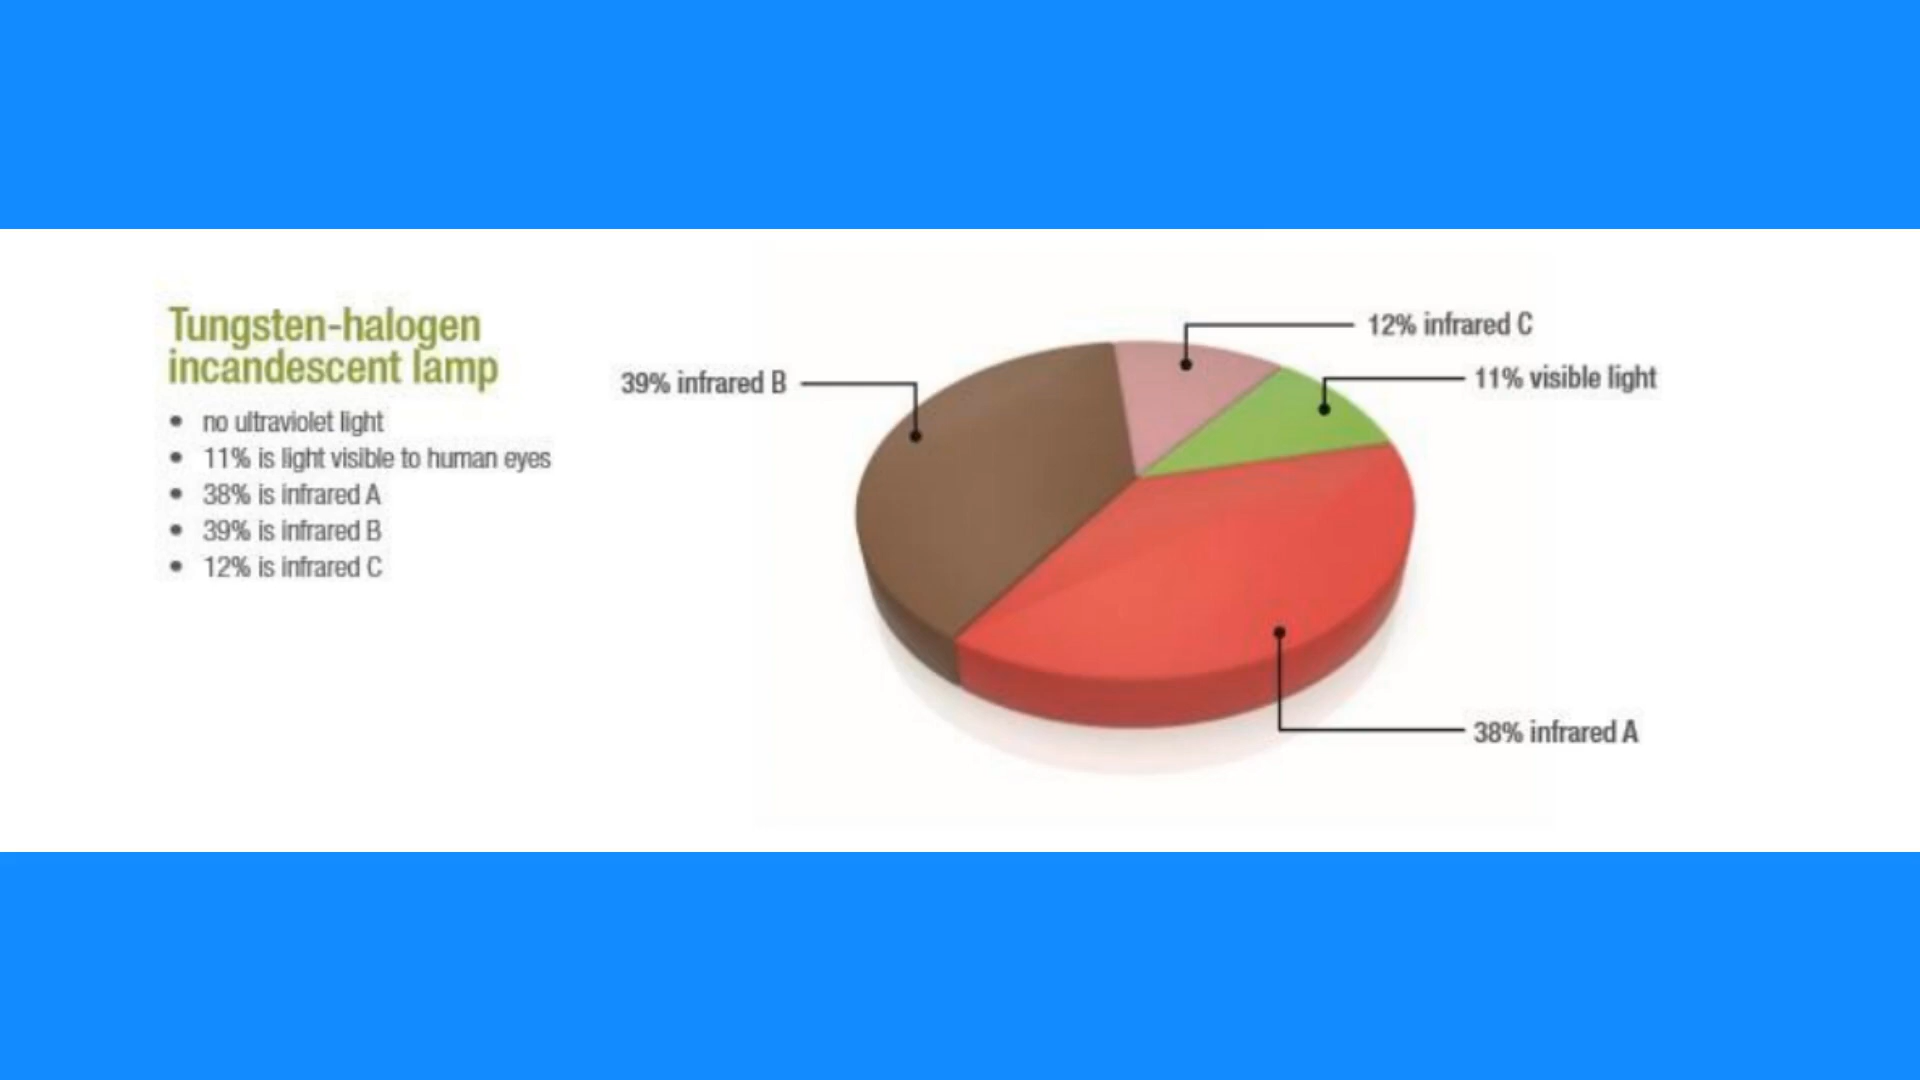 Tungsten-halogen
incandescent lamp
• no ultraviolet light
• 11% is light visible to human eyes
• 38% is infrared A
• 39% is infrared B
• 12% is infrared C
39% infrared B
12% infrared C
11% visible light
38% infrared A